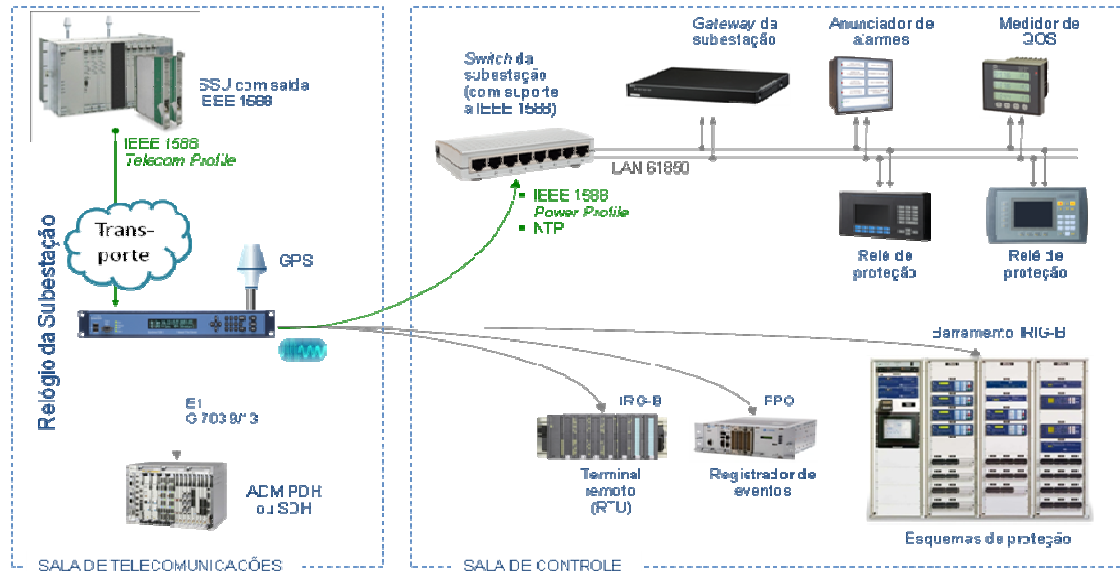 SSU com saída
IEEE 1588
IEEE 1588
Telecom Profile
Trans-
porte
GPS
Relógio da Subestação
E1
G.703 9/13
ADM PDH
ou SDH
SALA DE TELECOMUNICAÇÕES
Switch da
subestação
(com suporte
a IEEE 1588)
Gateway da
subestação
Anunciador de
alarmes
Medidor de
QOS
LAN 61850
IEEE 1588
Power Profile
NTP
Relé de
proteção
Relé de
proteção
Barramento IRIG-B
IRG-B
PPO
Terminal
remoto
(RTU)
Registrador de
eventos
Esquemas de proteção
SALA DE CONTROLE